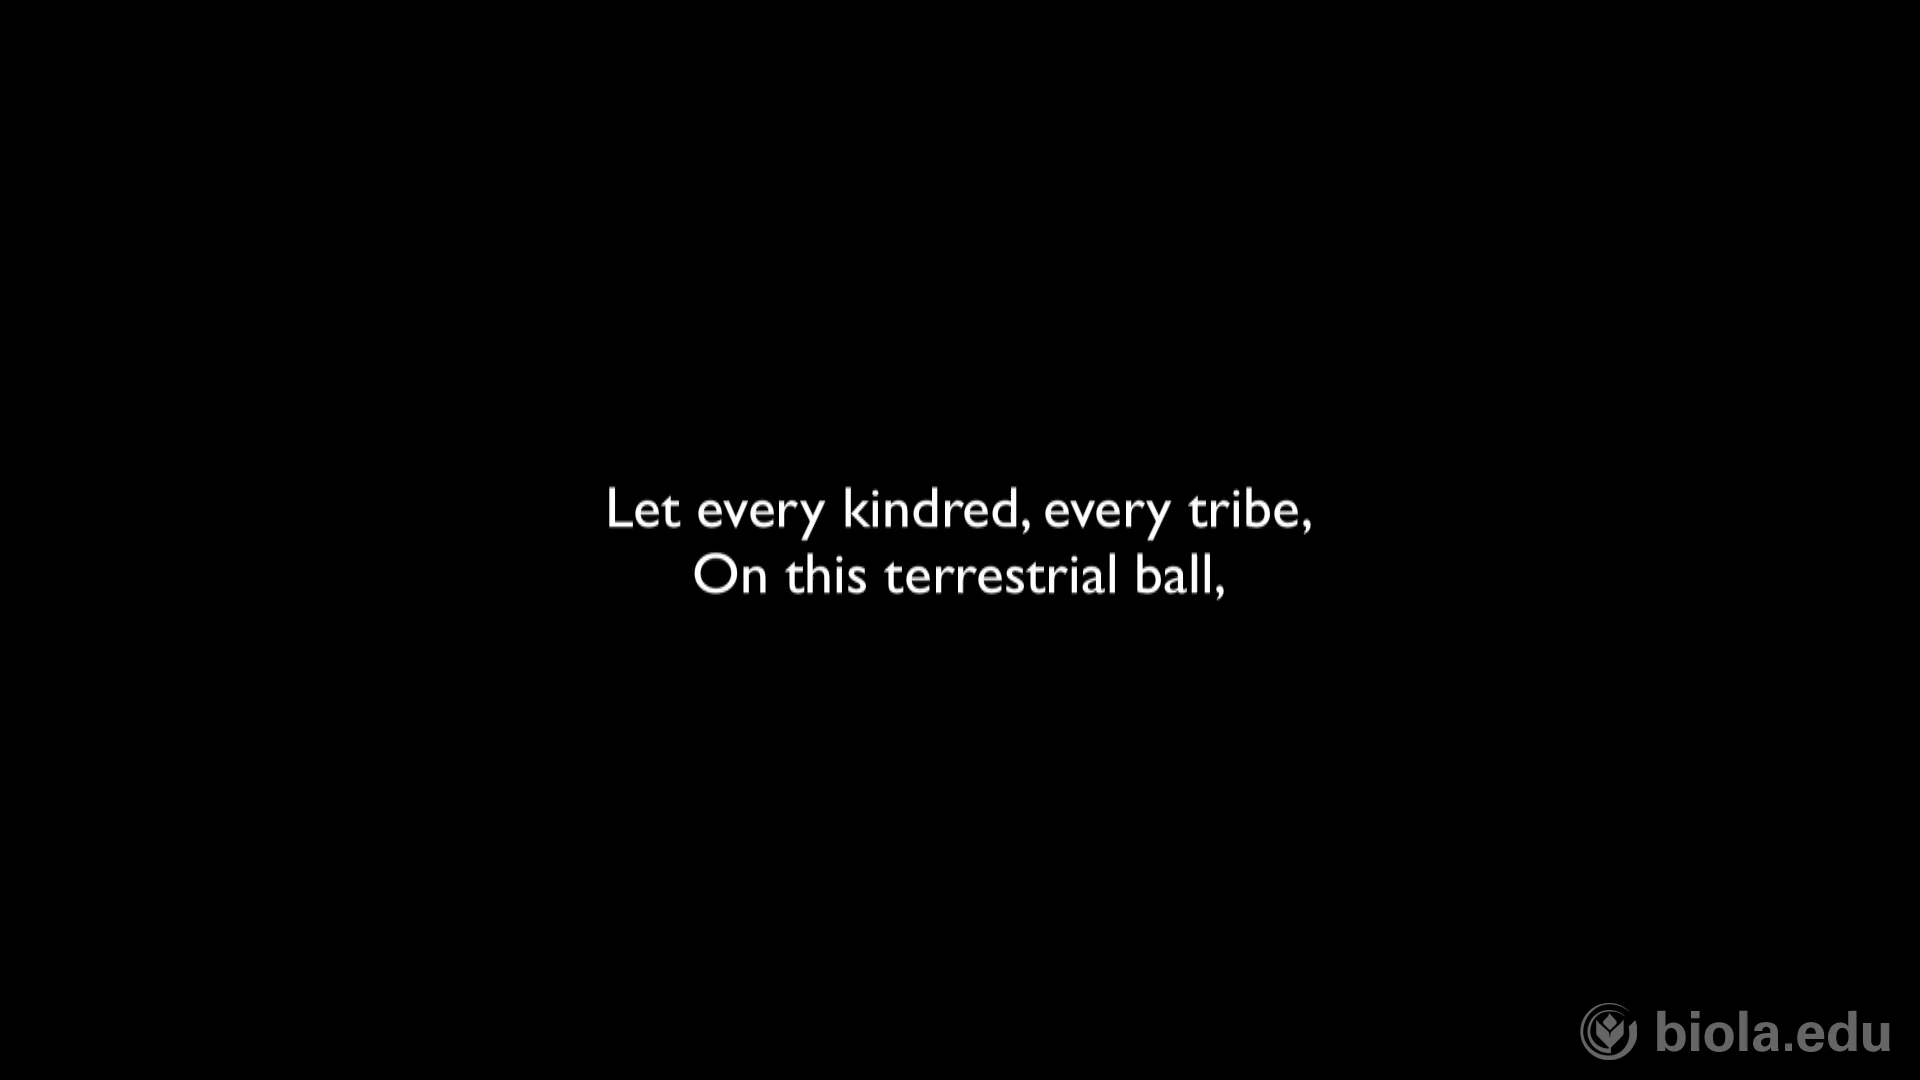 Let every kindred, every tribe,
On this terrestrial ball,
biola.edu